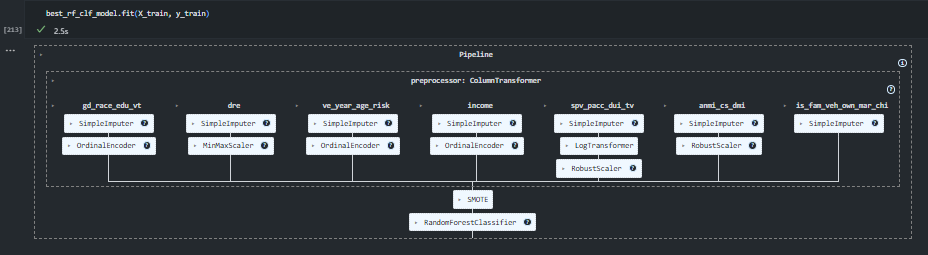 best_rf_clf_model.fit(X_train, y_train)
[213]
2.5s
...
Pipeline
i
preprocessor: ColumnTransformer
?
gd_race_edu_vt dre ve_year_age_risk income spv_pacc_dui_tv anmi_cs_dmi is_fam_veh_own_mar_chi
SimpleImputer ? SimpleImputer ? SimpleImputer ? SimpleImputer ? SimpleImputer ? SimpleImputer ? SimpleImputer ?
OrdinalEncoder ? MinMaxScaler ? OrdinalEncoder ? OrdinalEncoder ? LogTransformer RobustScaler ?
RobustScaler ?
SMOTE
RandomForestClassifier ?